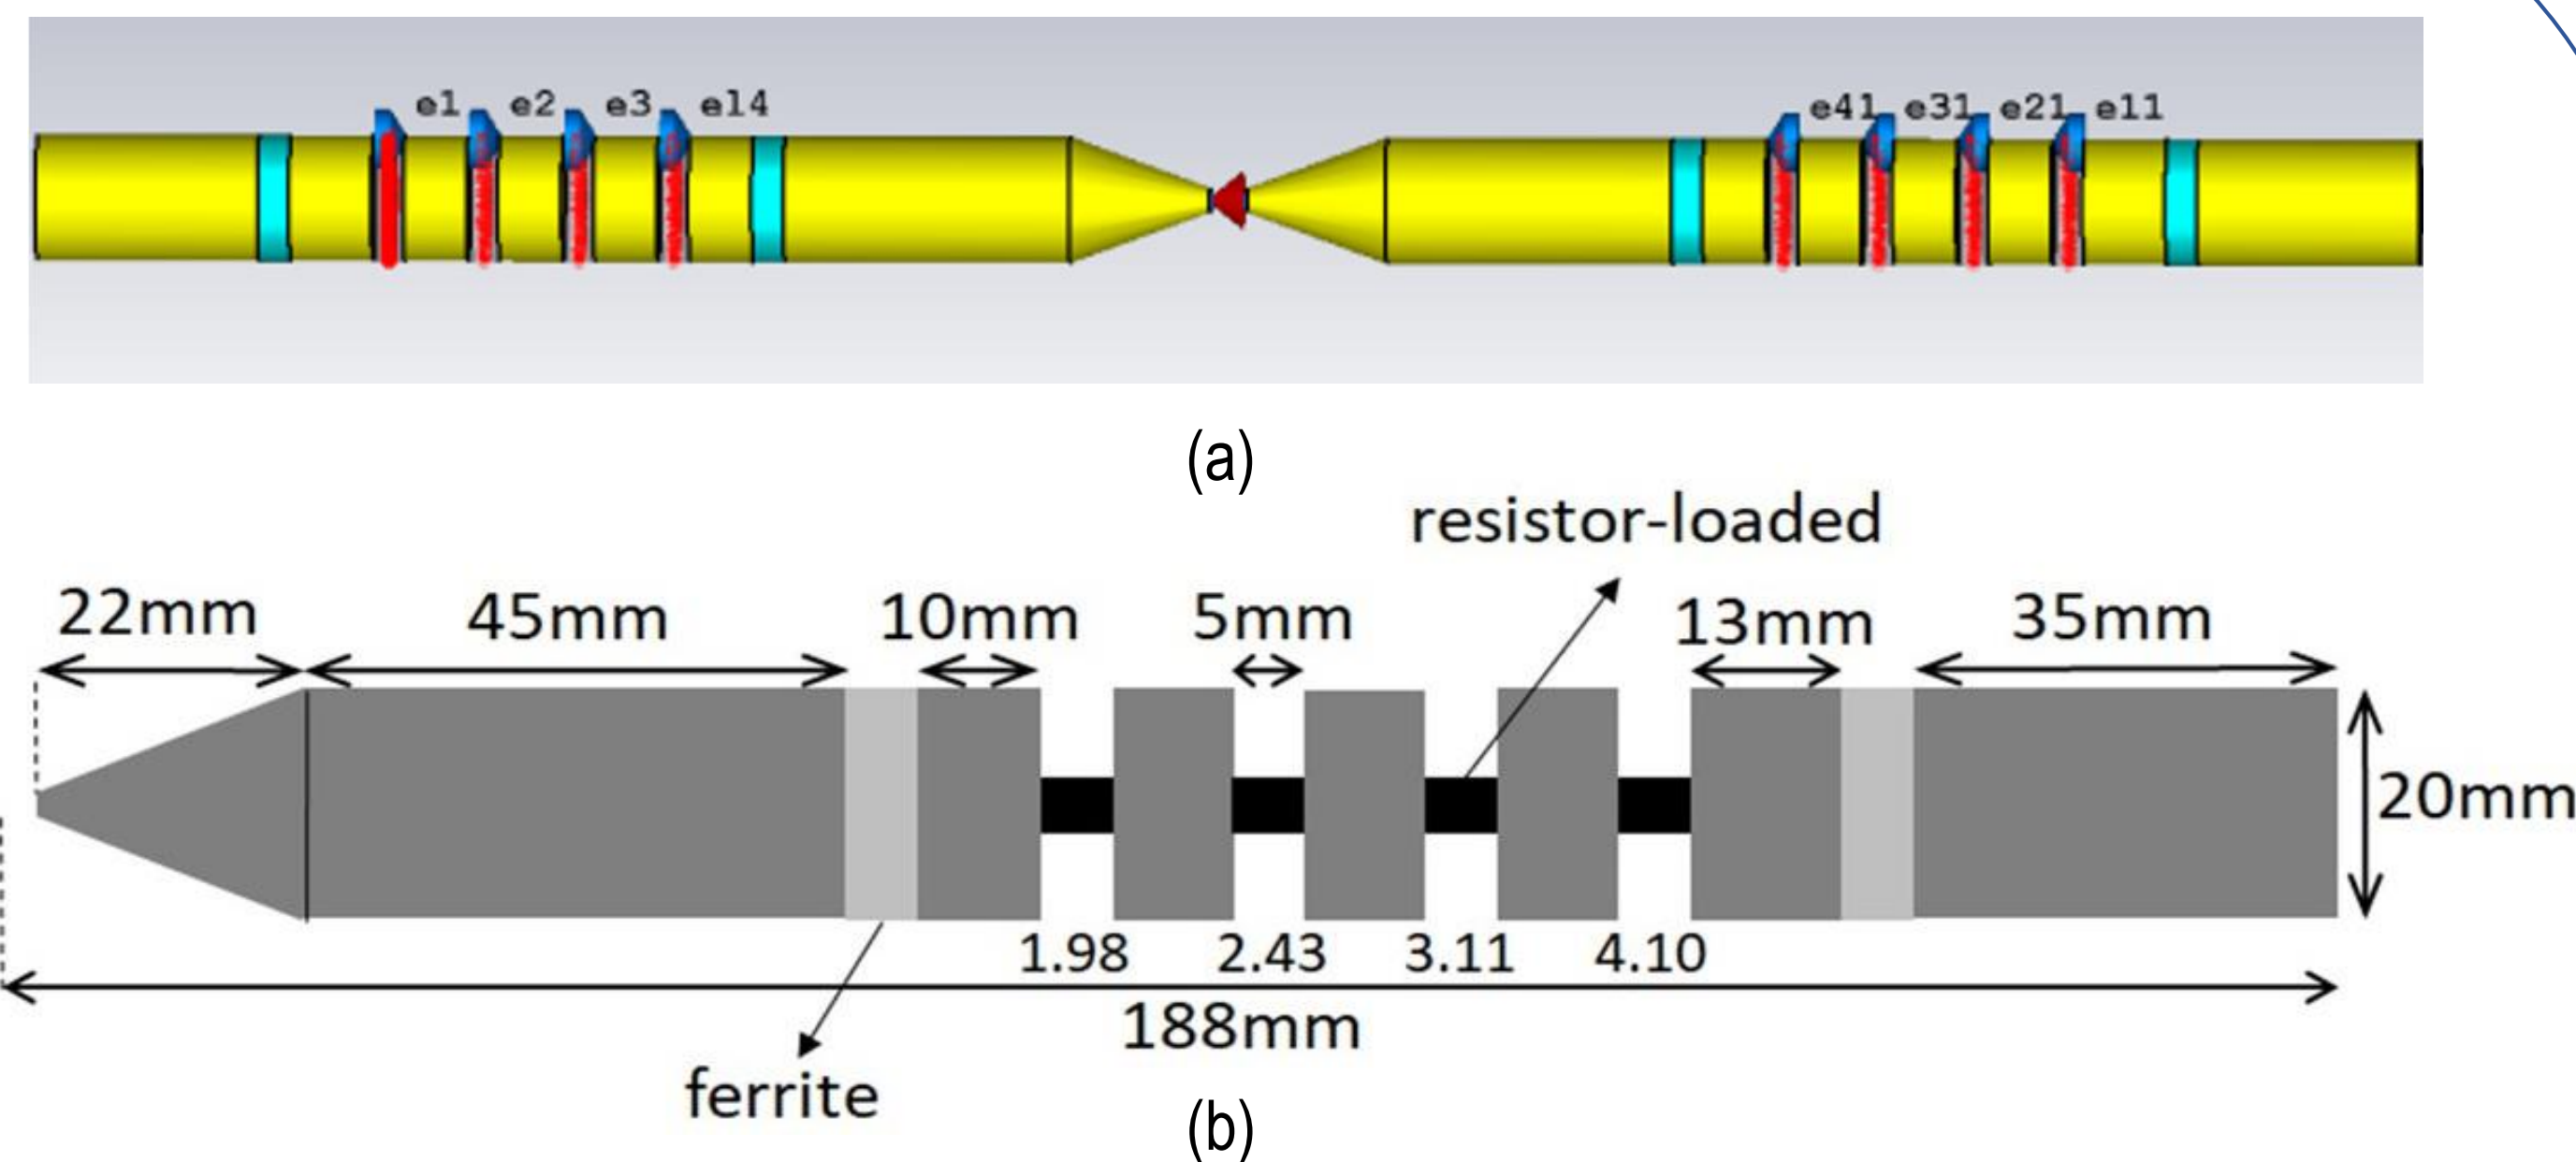 e1 e2 e3 el4 e41 e31 e21 e11
(a)
resistor-loaded
22mm 45mm 10mm 5mm 13mm 35mm
20mm
1.98 2.43 3.11 4.10
188mm
ferrite
(b)